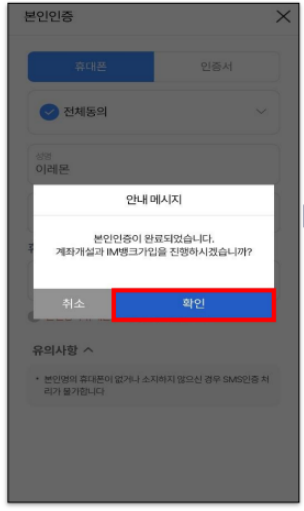 본인인증
휴대폰 인증서
전체동의
성명
이레몬
안내 메시지
본인인증이 완료되었습니다.
계좌개설과 IM뱅크가입을 진행하시겠습니까?
취소 확인
유의사항
• 본인명의 휴대폰이 없거나 소지하지 않으신 경우 SMS인증 처
리가 불가합니다.